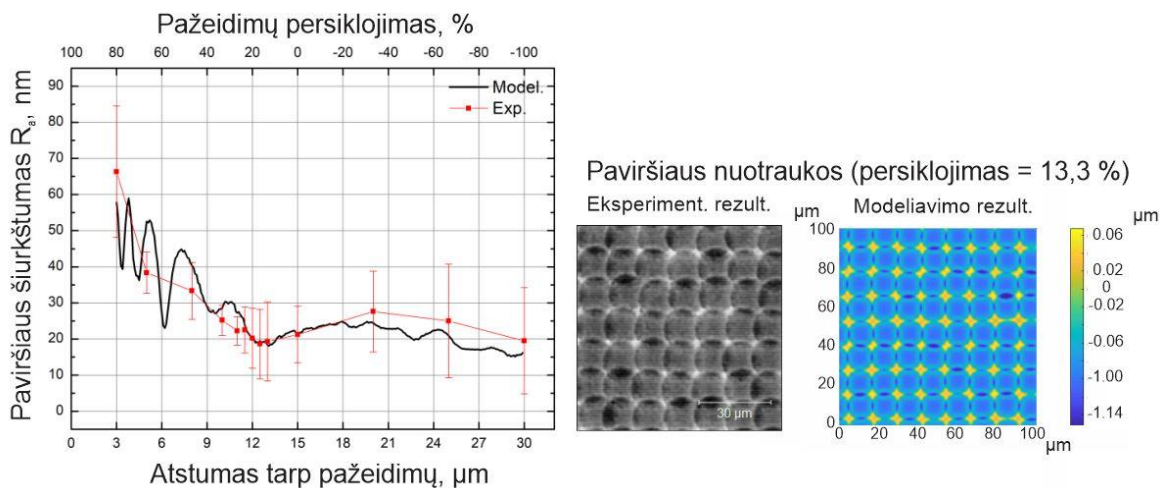 Pažeidimų persiklojimas, %
100 80 60 40 20 0 -20 -40 -60 -80 -100
Paviršiaus šiurkštumas Rₐ, nm
90
80
70
60
50
40
30
20
10
0
Model.
Exp.
0 3 6 9 12 15 18 21 24 27 30
Atstumas tarp pažeidimų, µm
Paviršiaus nuotraukos (persiklojimas = 13,3 %)
Eksperiment. rezult.
30 µm
Modeliavimo rezult.
µm
100
80
60
40
20
0
0 20 40 60 80 100
µm
µm
0.06
0.02
-0
-0.02
-0.06
-1.00
-1.14